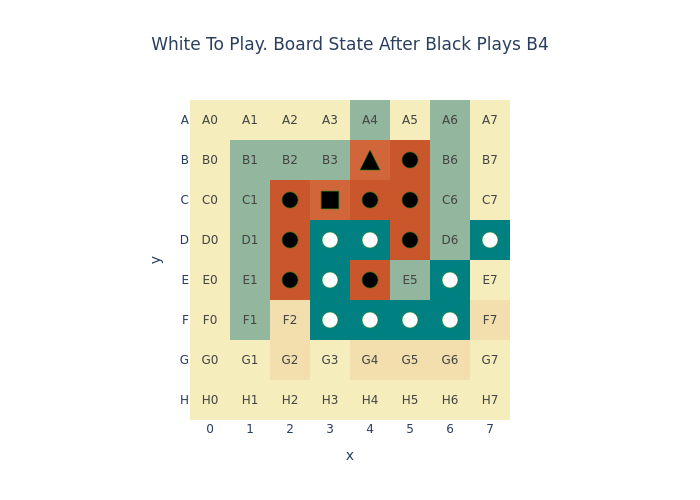 White To Play. Board State After Black Plays B4
A A0 A1 A2 A3 A4 A5 A6 A7
B B0 B1 B2 B3 B6 B7
C C0 C1 C6 C7
D D0 D1 D6
E E0 E1 E5 E7
F F0 F1 F2 F7
G G0 G1 G2 G3 G4 G5 G6 G7
H H0 H1 H2 H3 H4 H5 H6 H7
0 1 2 3 4 5 6 7
x
y